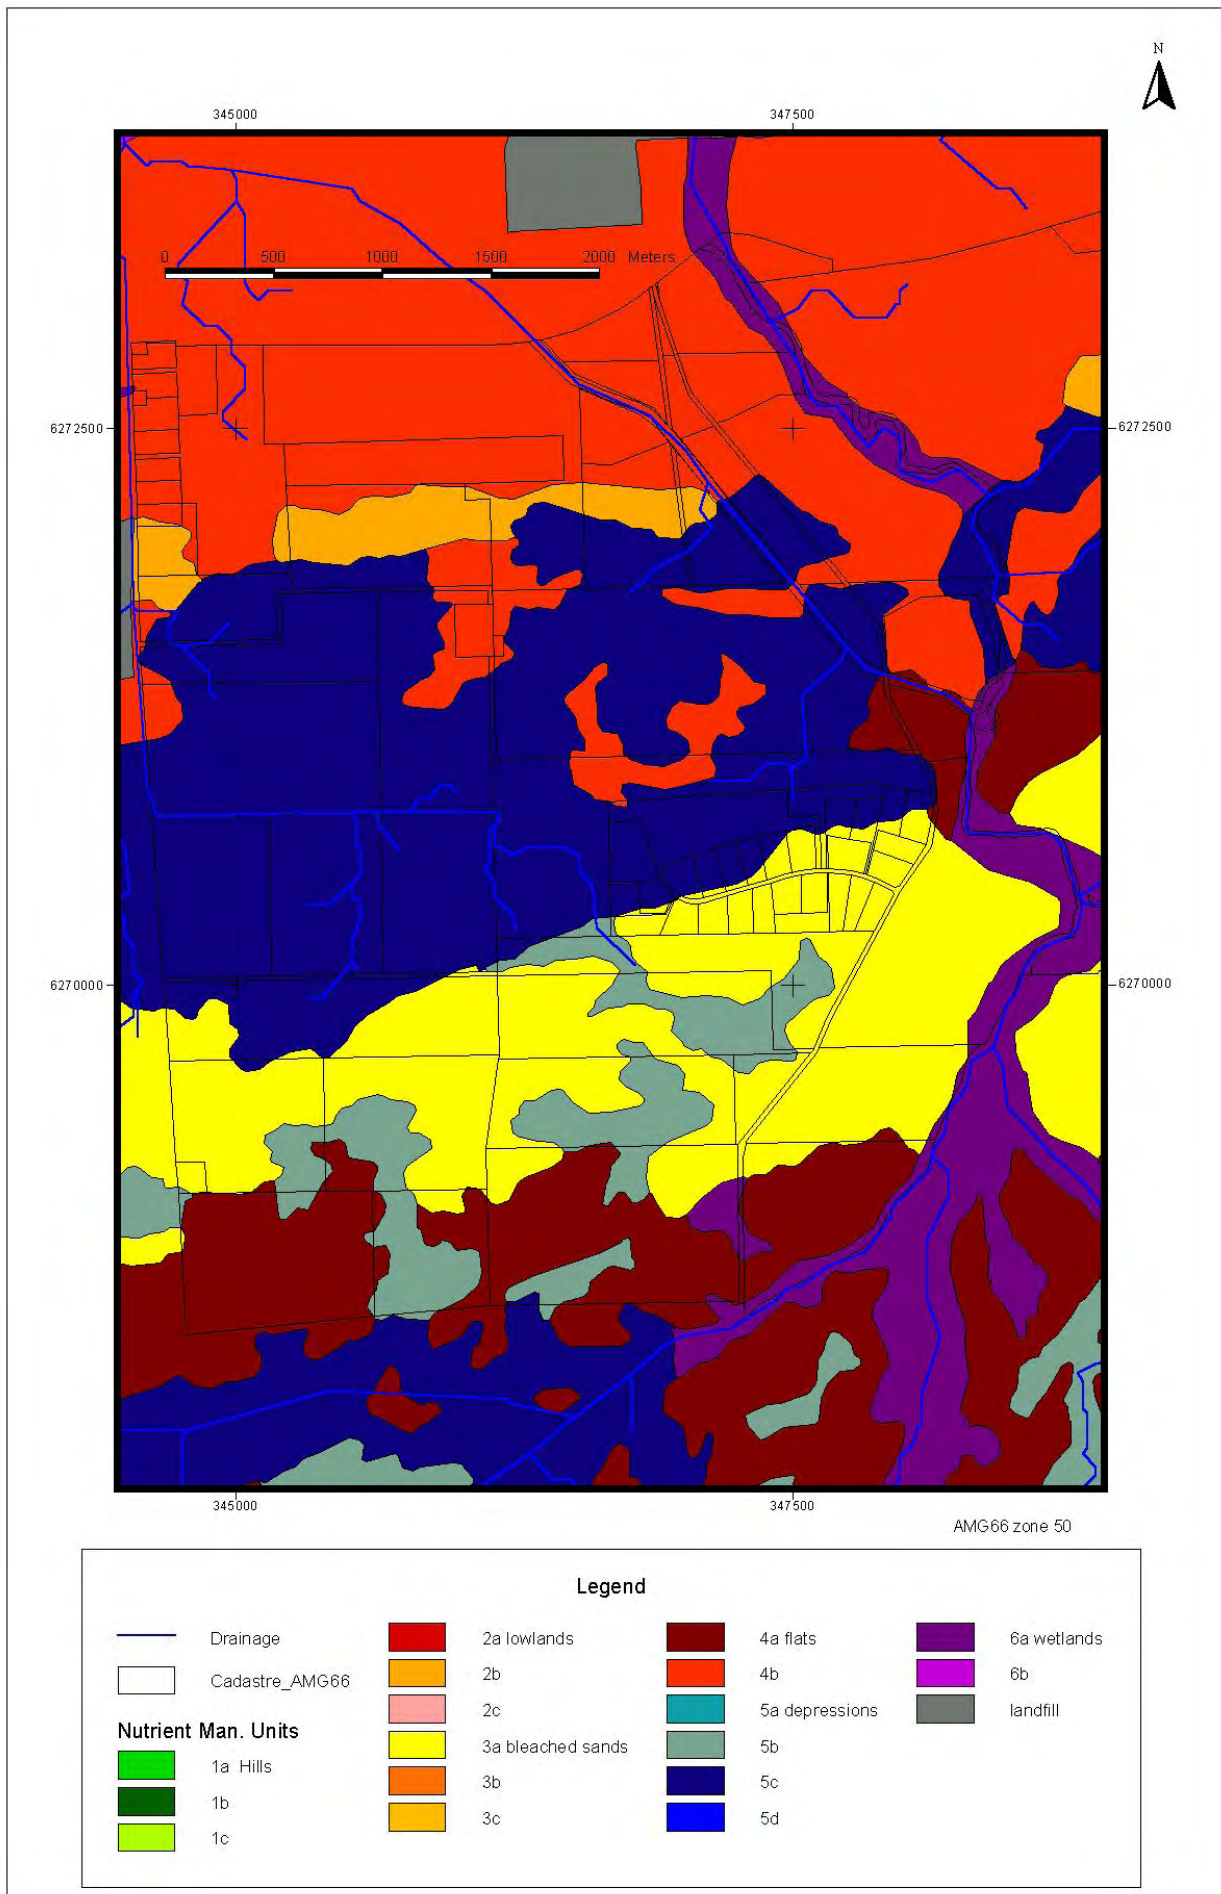 N
345000 347500
0 500 1000 1500 2000 Meters
6272500 6272500
6270000 6270000
345000 347500
AMG66 zone 50
Legend
Drainage
Cadastre_AMG66
Nutrient Man. Units
1a Hills
1b
1c
2a lowlands
2b
2c
3a bleached sands
3b
3c
4a flats
4b
5a depressions
5b
5c
5d
6a wetlands
6b
landfill